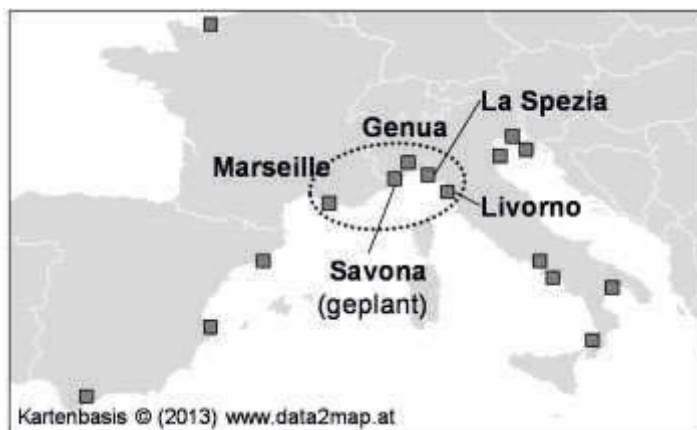 La Spezia
Genua
Marseille
Livorno
Savona
(geplant)
Kartenbasis © (2013) www.data2map.at